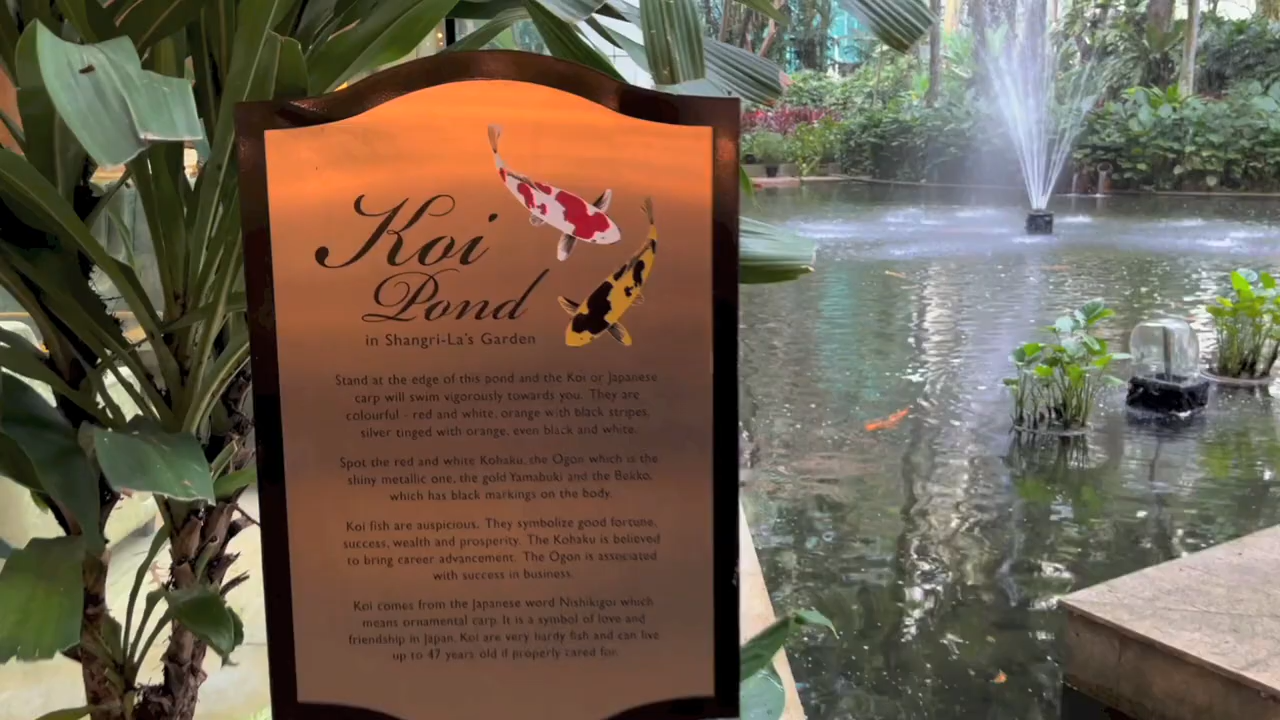 Koi
Pond
in Shangri-La's Garden
Stand at the edge of this pond and the Koi or Japanese
carp will swim vigorously towards you. They are
colourful - red and white, orange with black stripes,
silver tinged with orange, even black and white.
Spot the red and white Kohaku, the Ogon which is the
shiny metallic one, the gold Yamabuki and the Bekko,
which has black markings on the body.
Koi fish are auspicious. They symbolize good fortune,
success, wealth and prosperity. The Kohaku is believed
to bring career advancement. The Ogon is associated
with success in business.
Koi comes from the Japanese word Nishikigoi which
means ornamental carp. It is a symbol of love and
friendship in Japan. Koi are very hardy fish and can live
up to 47 years old if properly cared for.